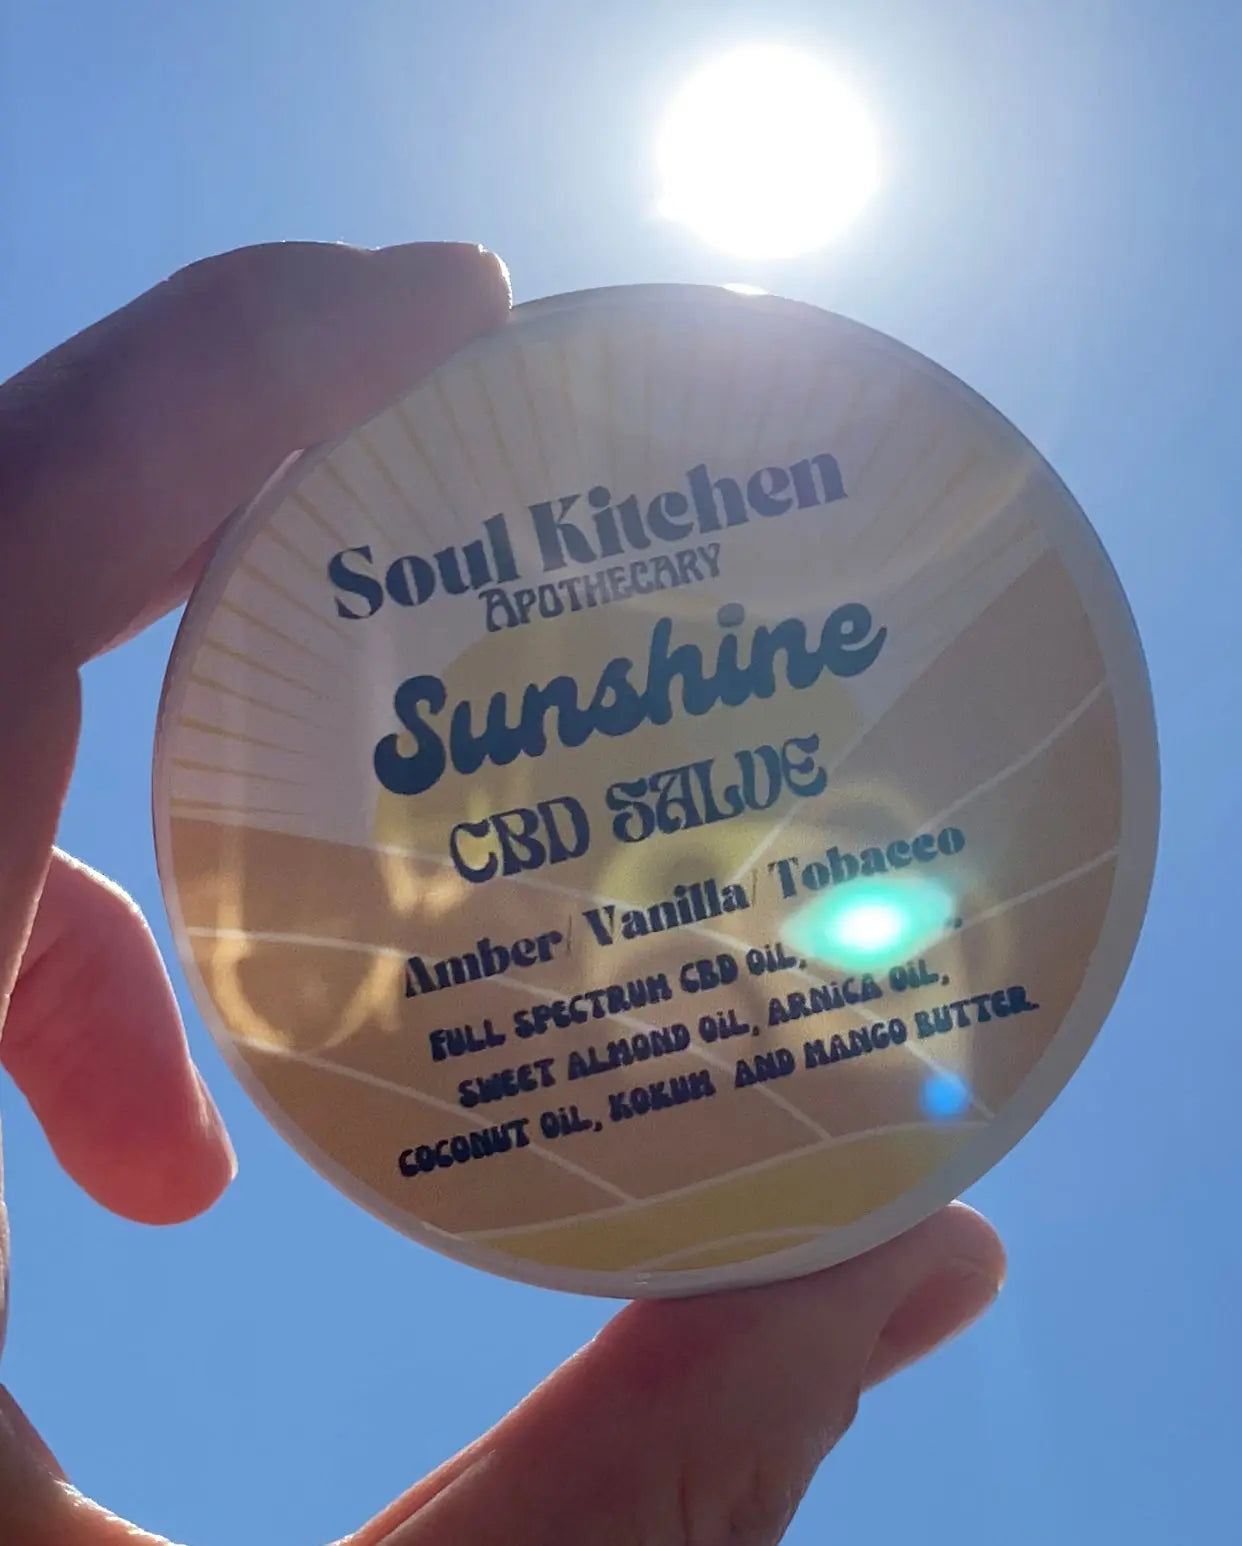 Soul Kitchen
APOTHECARY
Sunshine
CBD SALVE
Amber/ Vanilla/ Tobacco
FULL SPECTRUM CBD OiL,
SWEET ALMOND OiL, ARNiCA OiL,
COCONUT OiL, KOKUM AND MANGO BUTTER.